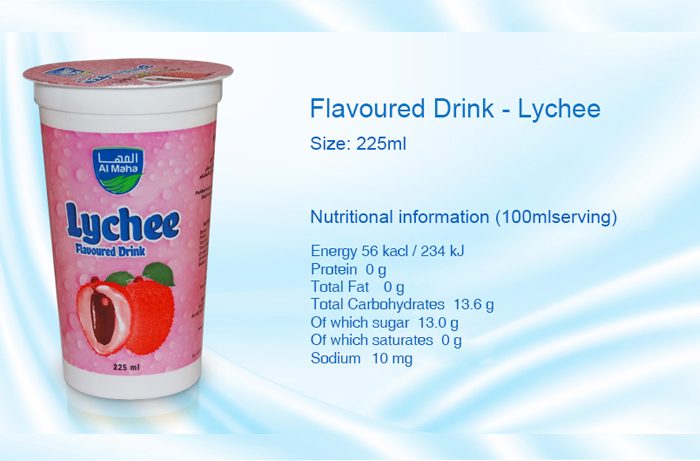 المها
Al Maha
Lychee
Flavoured Drink
225 ml
Flavoured Drink - Lychee
Size: 225ml
Nutritional information (100mlserving)
Energy 56 kacl / 234 kJ
Protein 0 g
Total Fat 0 g
Total Carbohydrates 13.6 g
Of which sugar 13.0 g
Of which saturates 0 g
Sodium 10 mg